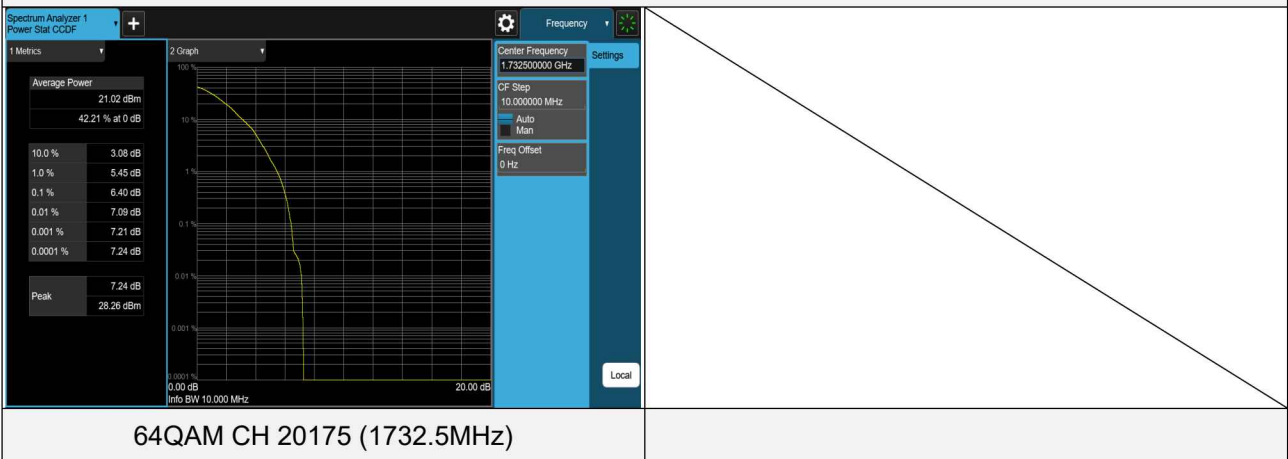 Spectrum Analyzer 1
Power Stat CCDF
+
Frequency
1 Metrics
2 Graph
Average Power
21.02 dBm
42.21 % at 0 dB
10.0 % 3.08 dB
1.0 % 5.45 dB
0.1 % 6.40 dB
0.01 % 7.09 dB
0.001 % 7.21 dB
0.0001 % 7.24 dB
Peak 7.24 dB
28.26 dBm
100 %
10 %
1 %
0.1 %
0.01 %
0.001 %
0.0001 %
0.00 dB 20.00 dB
Info BW 10.000 MHz
Center Frequency
1.732500000 GHz
Settings
CF Step
10.000000 MHz
Auto
Man
Freq Offset
0 Hz
Local
64QAM CH 20175 (1732.5MHz)